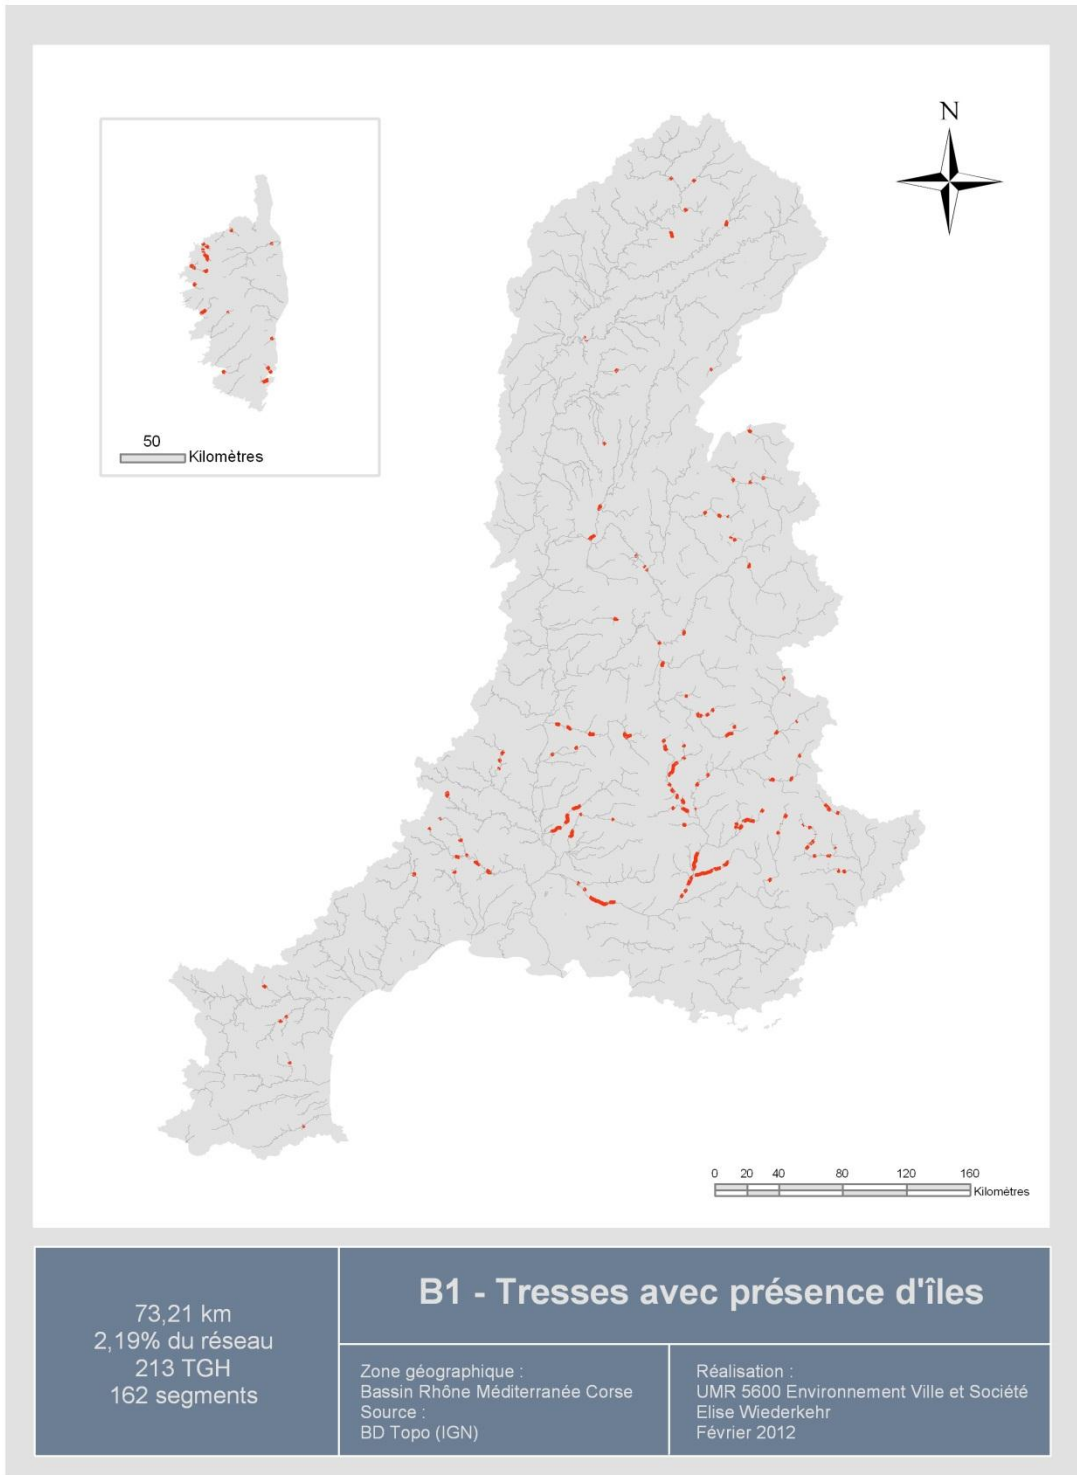 N
50
Kilomètres
0 20 40 80 120 160
Kilomètres
73,21 km
2,19% du réseau
213 TGH
162 segments
B1 - Tresses avec présence d'îles
Zone géographique :
Bassin Rhône Méditerranée Corse
Source :
BD Topo (IGN)
Réalisation :
UMR 5600 Environnement Ville et Société
Elise Wiederkehr
Février 2012